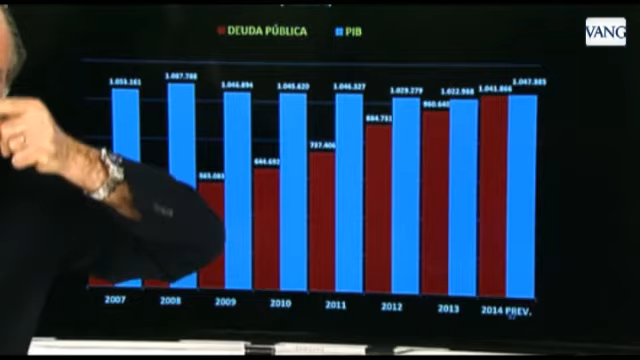 VANG
DEUDA PÚBLICA PIB
1.053.161 1.087.788 1.046.894 1.045.620 1.046.327 1.029.279 1.022.988 1.041.866 1.047.885
565.083 644.692 737.406 884.731 960.640
2007 2008 2009 2010 2011 2012 2013 2014 PREV.